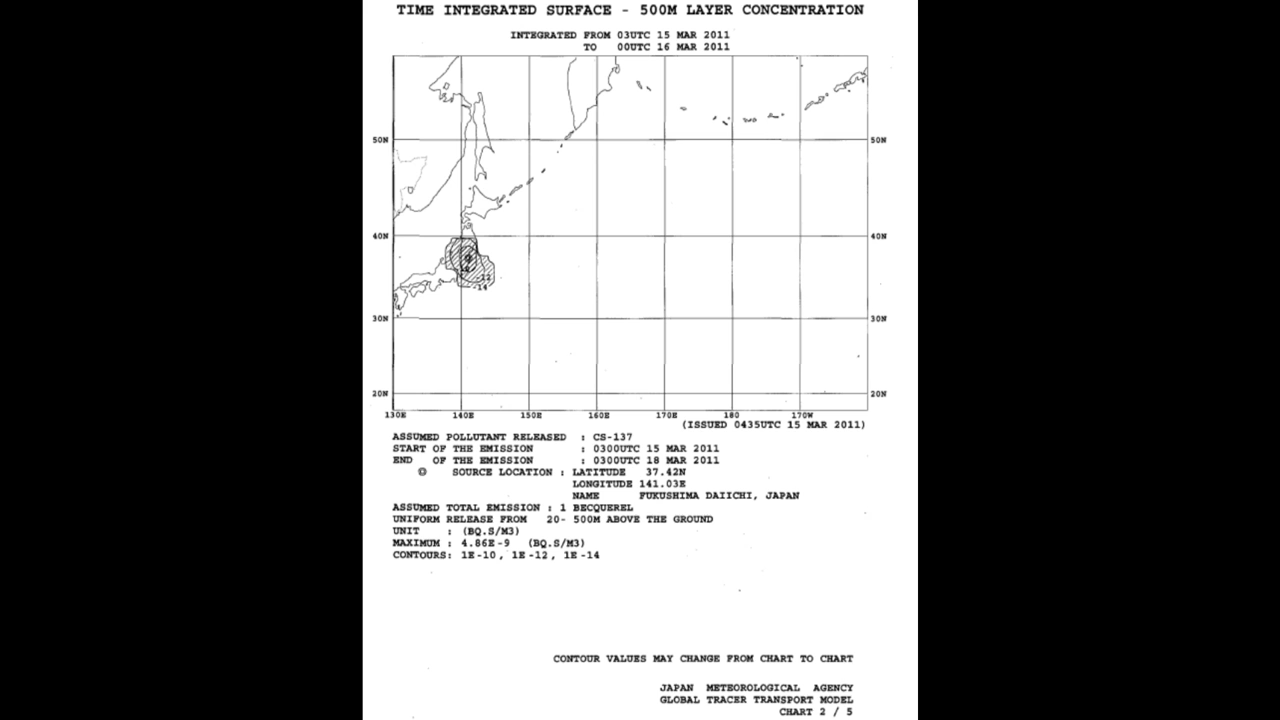 TIME INTEGRATED SURFACE - 500M LAYER CONCENTRATION
INTEGRATED FROM 03UTC 15 MAR 2011
TO 00UTC 16 MAR 2011
50N 50N
40N 40N
-12
-14
30N 30N
20N 20N
130E 140E 150E 160E 170E 180 170W
(ISSUED 0435UTC 15 MAR 2011)
ASSUMED POLLUTANT RELEASED : CS-137
START OF THE EMISSION : 0300UTC 15 MAR 2011
END OF THE EMISSION : 0300UTC 18 MAR 2011
◎ SOURCE LOCATION : LATITUDE 37.42N
LONGITUDE 141.03E
NAME FUKUSHIMA DAIICHI, JAPAN
ASSUMED TOTAL EMISSION : 1 BECQUEREL
UNIFORM RELEASE FROM 20- 500M ABOVE THE GROUND
UNIT : (BQ.S/M3)
MAXIMUM : 4.86E-9 (BQ.S/M3)
CONTOURS: 1E-10, 1E-12, 1E-14
CONTOUR VALUES MAY CHANGE FROM CHART TO CHART
JAPAN METEOROLOGICAL AGENCY
GLOBAL TRACER TRANSPORT MODEL
CHART 2 / 5